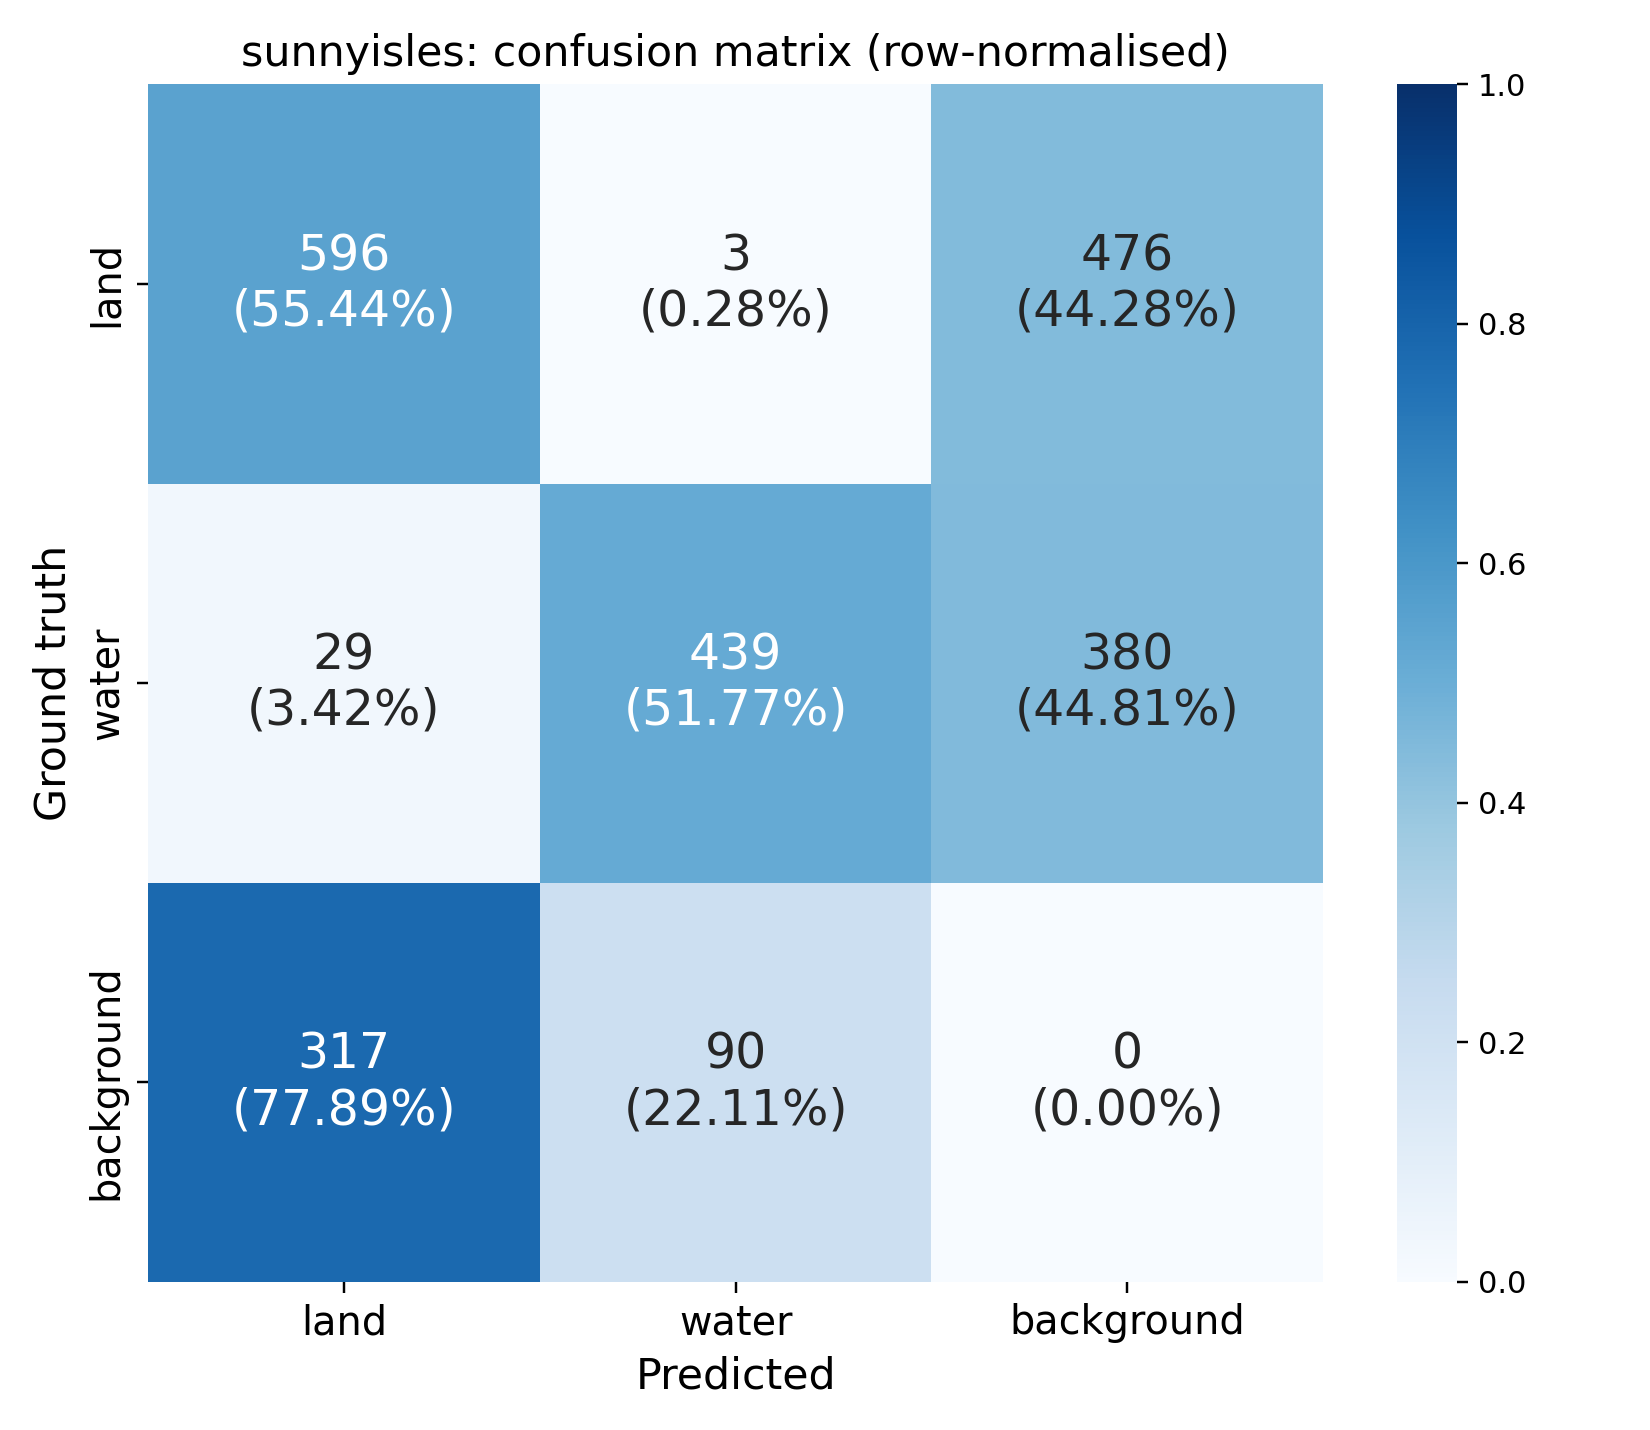 sunnyisles: confusion matrix (row-normalised)
596
(55.44%)
3
(0.28%)
476
(44.28%)
29
(3.42%)
439
(51.77%)
380
(44.81%)
317
(77.89%)
90
(22.11%)
0
(0.00%)
land
water
background
Ground truth
land
water
background
Predicted
1.0
0.8
0.6
0.4
0.2
0.0